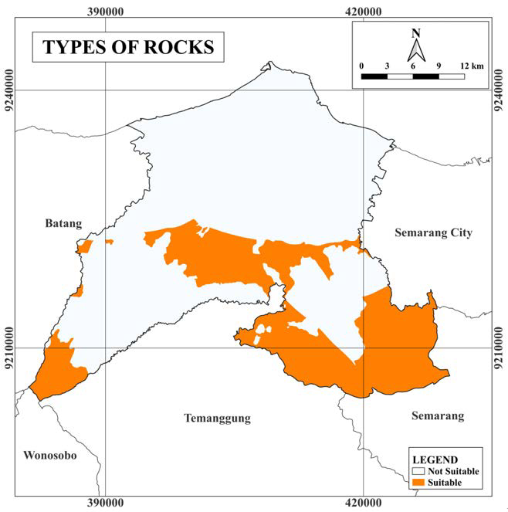 390000
420000
TYPES OF ROCKS
N
0 3 6 9 12 km
9240000
9240000
Batang
Semarang City
9210000
9210000
Temanggung
Semarang
Wonosobo
LEGEND
Not Suitable
Suitable
390000
420000